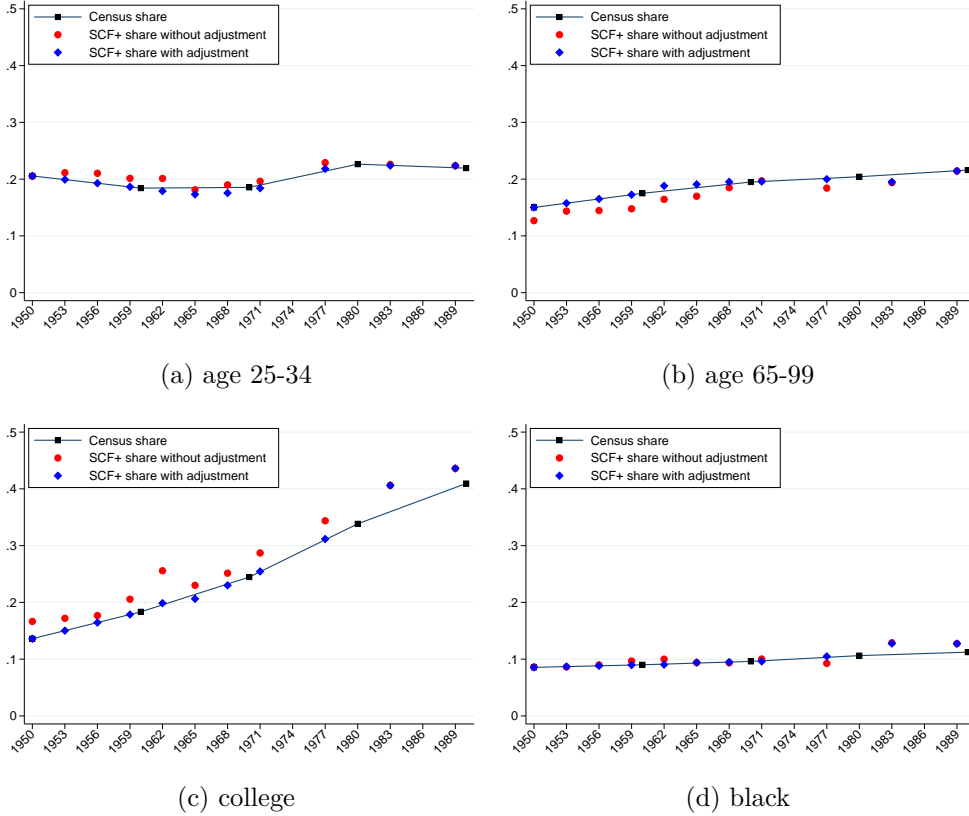 Census share
SCF+ share without adjustment
SCF+ share with adjustment
.5
.4
.3
.2
.1
0
1950 1953 1956 1959 1962 1965 1968 1971 1974 1977 1980 1983 1986 1989
(a) age 25-34
Census share
SCF+ share without adjustment
SCF+ share with adjustment
.5
.4
.3
.2
.1
0
1950 1953 1956 1959 1962 1965 1968 1971 1974 1977 1980 1983 1986 1989
(b) age 65-99
Census share
SCF+ share without adjustment
SCF+ share with adjustment
.5
.4
.3
.2
.1
0
1950 1953 1956 1959 1962 1965 1968 1971 1974 1977 1980 1983 1986 1989
(c) college
Census share
SCF+ share without adjustment
SCF+ share with adjustment
.5
.4
.3
.2
.1
0
1950 1953 1956 1959 1962 1965 1968 1971 1974 1977 1980 1983 1986 1989
(d) black